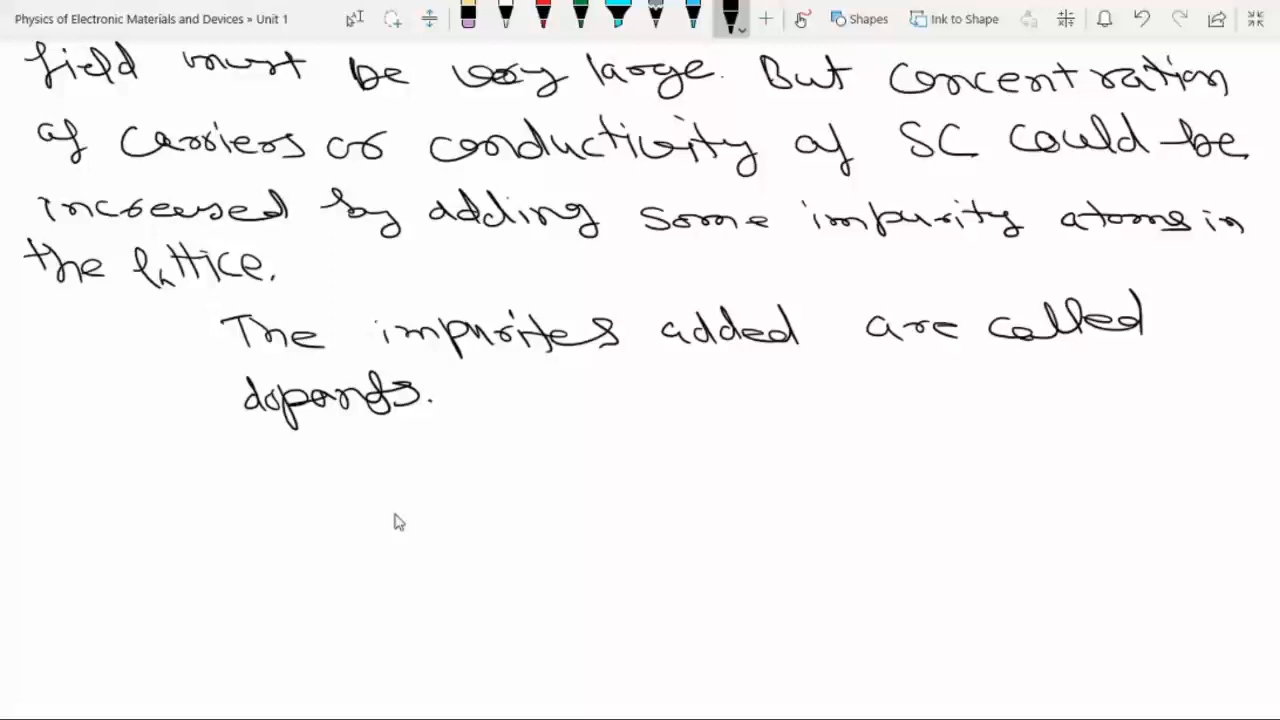 Physics of Electronic Materials and Devices » Unit 1
Shapes
Ink to Shape
field must be very large. But concentration
of carriers or conductivity of SC could be
increased by adding some impurity atoms in
the lattice.
The impurites added are called
dopants.